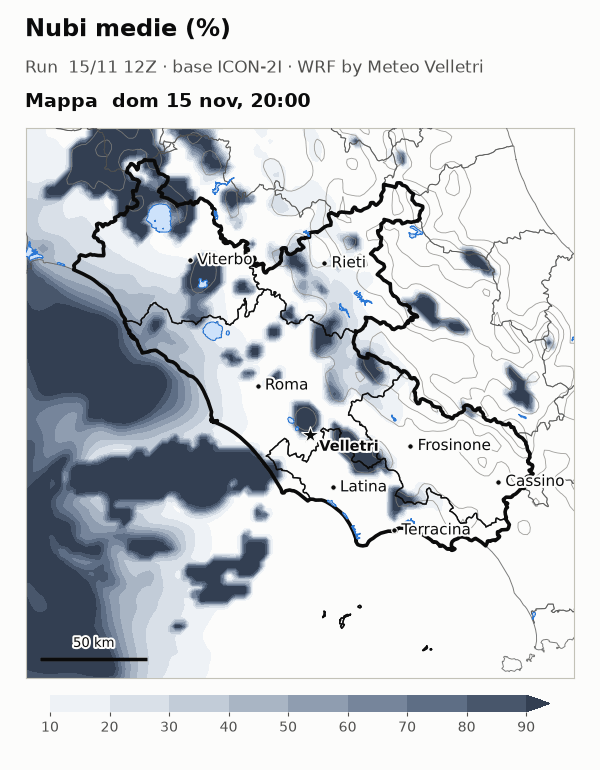 Nubi medie (%)
Run 15/11 12Z · base ICON-2I · WRF by Meteo Velletri
Mappa dom 15 nov, 20:00
Viterbo
Rieti
Roma
Velletri
Frosinone
Cassino
Latina
Terracina
50 km
10 20 30 40 50 60 70 80 90